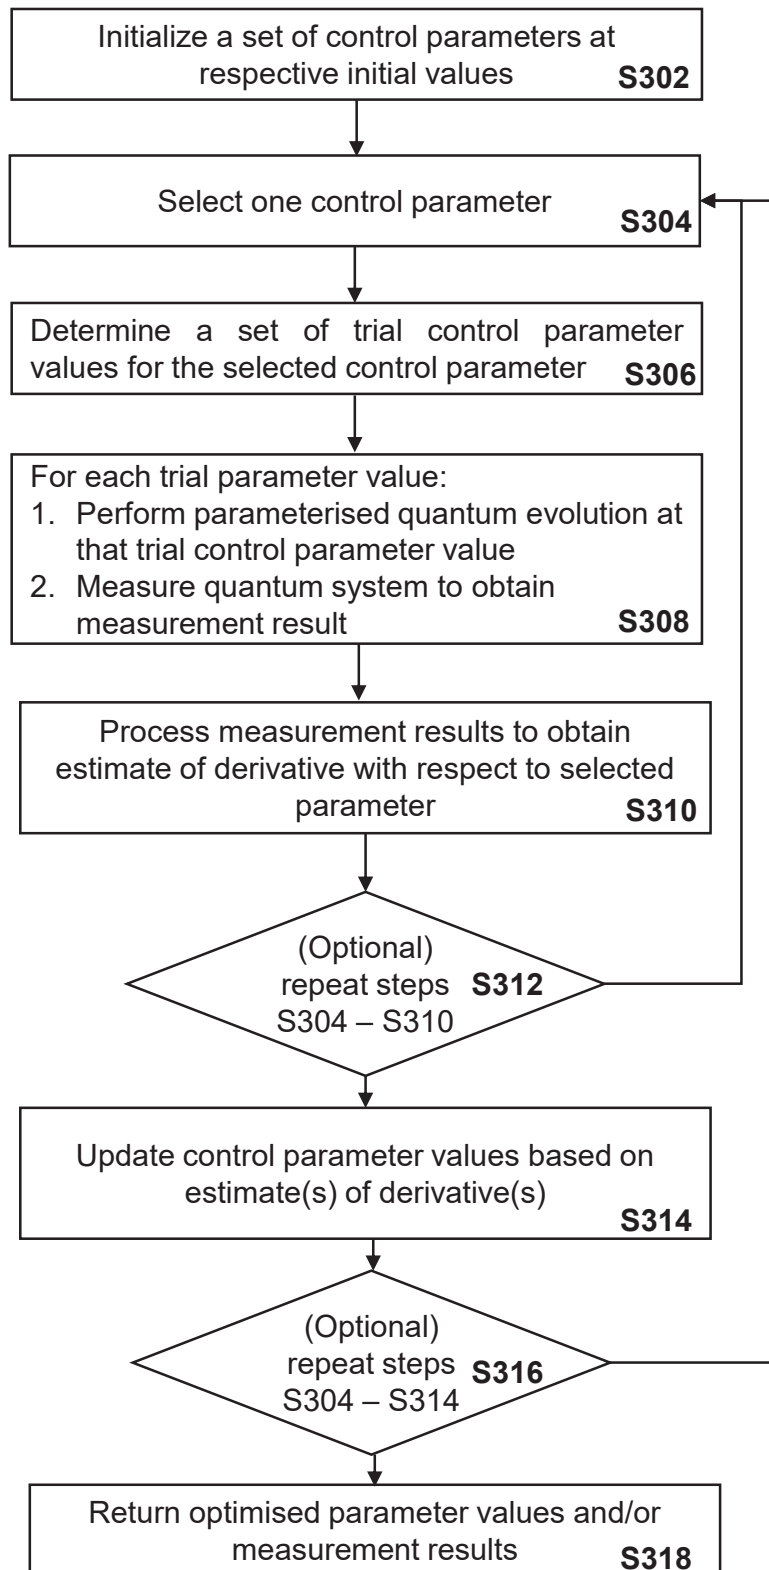 Initialize a set of control parameters at
respective initial values S302
Select one control parameter
S304
Determine a set of trial control parameter
values for the selected control parameter S306
For each trial parameter value:
1. Perform parameterised quantum evolution at
that trial control parameter value
2. Measure quantum system to obtain
measurement result S308
Process measurement results to obtain
estimate of derivative with respect to selected
parameter S310
(Optional)
repeat steps S312
S304 – S310
Update control parameter values based on
estimate(s) of derivative(s)
S314
(Optional)
repeat steps S316
S304 – S314
Return optimised parameter values and/or
measurement results S318